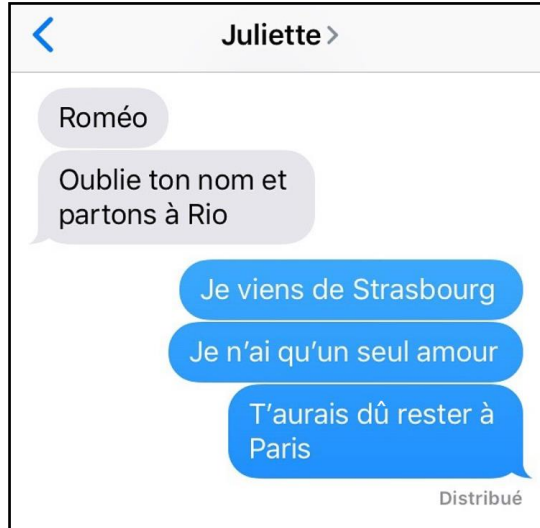 Juliette
Roméo
Oublie ton nom et
partons à Rio
Je viens de Strasbourg
Je n’ai qu’un seul amour
T’aurais dû rester à
Paris
Distribué